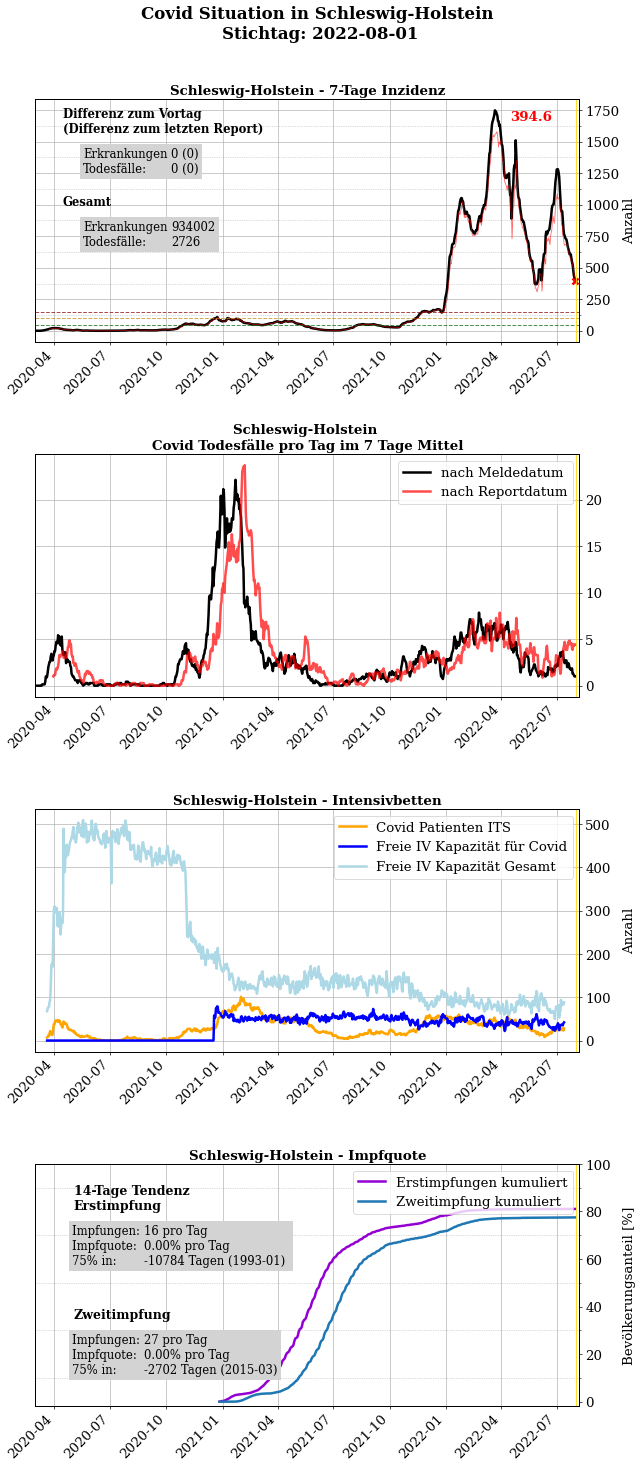 Covid Situation in Schleswig-Holstein
Stichtag: 2022-08-01
Schleswig-Holstein - 7-Tage Inzidenz
Differenz zum Vortag
(Differenz zum letzten Report)
Erkrankungen 0 (0)
Todesfälle: 0 (0)
Gesamt
Erkrankungen 934002
Todesfälle: 2726
394.6
1750
1500
1250
1000
750
500
250
0
Anzahl
2020-04 2020-07 2020-10 2021-01 2021-04 2021-07 2021-10 2022-01 2022-04 2022-07
Schleswig-Holstein
Covid Todesfälle pro Tag im 7 Tage Mittel
nach Meldedatum
nach Reportdatum
20
15
10
5
0
2020-04 2020-07 2020-10 2021-01 2021-04 2021-07 2021-10 2022-01 2022-04 2022-07
Schleswig-Holstein - Intensivbetten
Covid Patienten ITS
Freie IV Kapazität für Covid
Freie IV Kapazität Gesamt
500
400
300
200
100
0
Anzahl
2020-04 2020-07 2020-10 2021-01 2021-04 2021-07 2021-10 2022-01 2022-04 2022-07
Schleswig-Holstein - Impfquote
Erstimpfungen kumuliert
Zweitimpfung kumuliert
14-Tage Tendenz
Erstimpfung
Impfungen: 16 pro Tag
Impfquote: 0.00% pro Tag
75% in: -10784 Tagen (1993-01)
Zweitimpfung
Impfungen: 27 pro Tag
Impfquote: 0.00% pro Tag
75% in: -2702 Tagen (2015-03)
100
80
60
40
20
0
Bevölkerungsanteil [%]
2020-04 2020-07 2020-10 2021-01 2021-04 2021-07 2021-10 2022-01 2022-04 2022-07